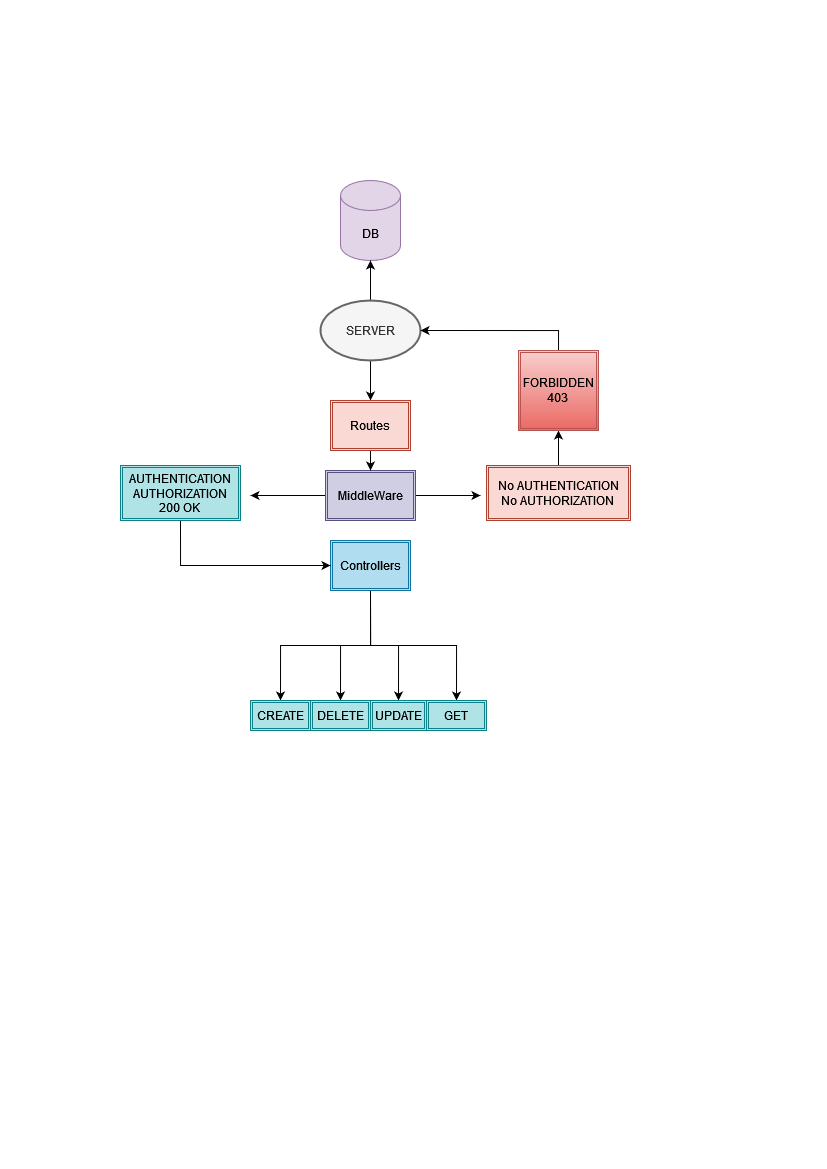 DB
SERVER
FORBIDDEN
403
Routes
AUTHENTICATION
AUTHORIZATION
200 OK
MiddleWare
No AUTHENTICATION
No AUTHORIZATION
Controllers
CREATE
DELETE
UPDATE
GET